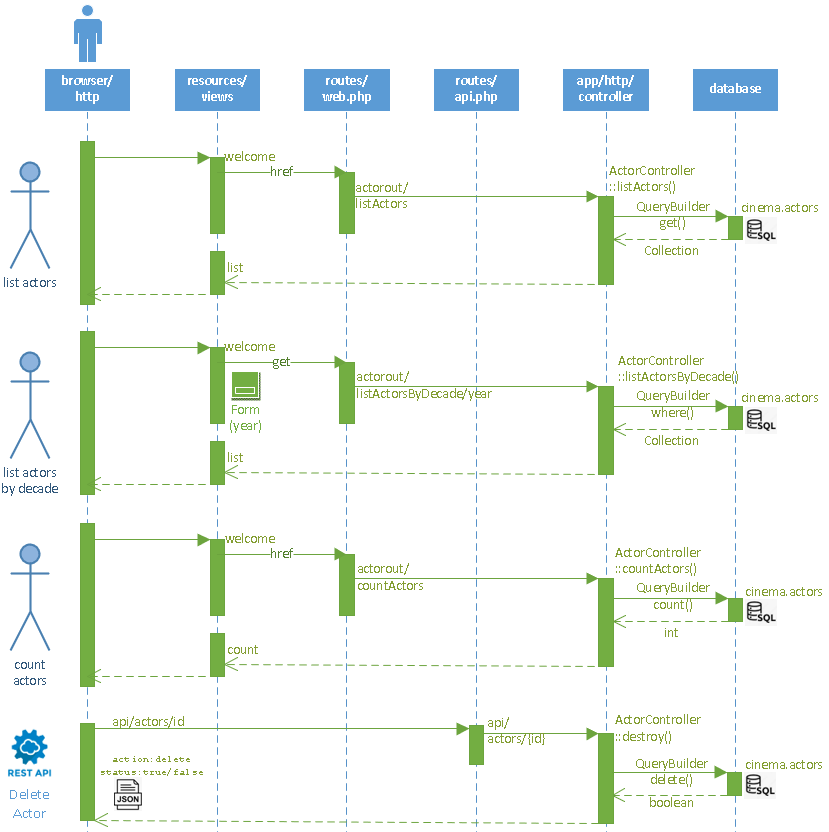 browser/
http
resources/
views
routes/
web.php
routes/
api.php
app/http/
controller
database
welcome
href
actorout/
listActors
ActorController
::listActors()
QueryBuilder
get()
cinema.actors
SQL
Collection
list
list actors
welcome
get
Form
(year)
actorout/
listActorsByDecade/year
ActorController
::listActorsByDecade()
QueryBuilder
where()
cinema.actors
SQL
Collection
list
list actors
by decade
welcome
href
actorout/
countActors
ActorController
::countActors()
QueryBuilder
count()
cinema.actors
SQL
int
count
count
actors
api/actors/id
api/
actors/{id}
ActorController
::destroy()
QueryBuilder
delete()
cinema.actors
SQL
boolean
action:delete
status:true/false
JSON
REST API
Delete
Actor